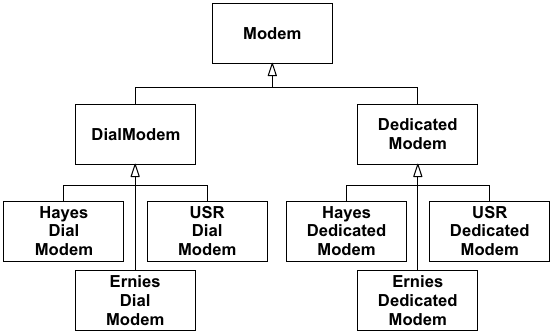 Modem
DialModem
Dedicated
Modem
Hayes
Dial
Modem
USR
Dial
Modem
Hayes
Dedicated
Modem
USR
Dedicated
Modem
Ernies
Dial
Modem
Ernies
Dedicated
Modem